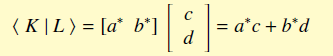 ⟨ K | L ⟩ = [a* b*] [ c d ] = a*c + b*d